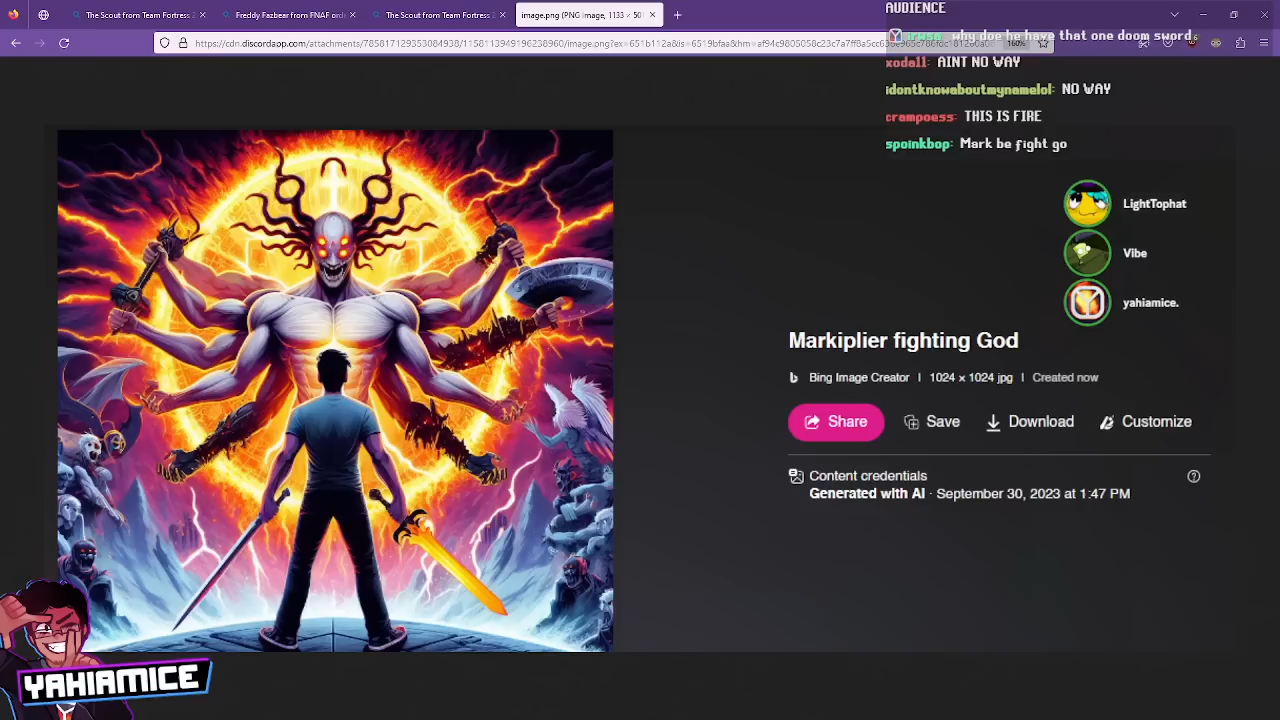 The Scout from Team Fortress 2
Freddy Fazbear from FNAF orde
The Scout from Team Fortress 2
image.png (PNG Image, 1133 × 50
AUDIENCE
why doe he have that one doom sword
160%
xodall: AINT NO WAY
idontknowaboutmynamelol: NO WAY
crampoess: THIS IS FIRE
spoinkbop: Mark be fight go
LightTophat
Vibe
yahiamice.
Markiplier fighting God
Bing Image Creator | 1024 × 1024 jpg | Created now
Share Save Download Customize
Content credentials
Generated with AI · September 30, 2023 at 1:47 PM
YAHIAMICE